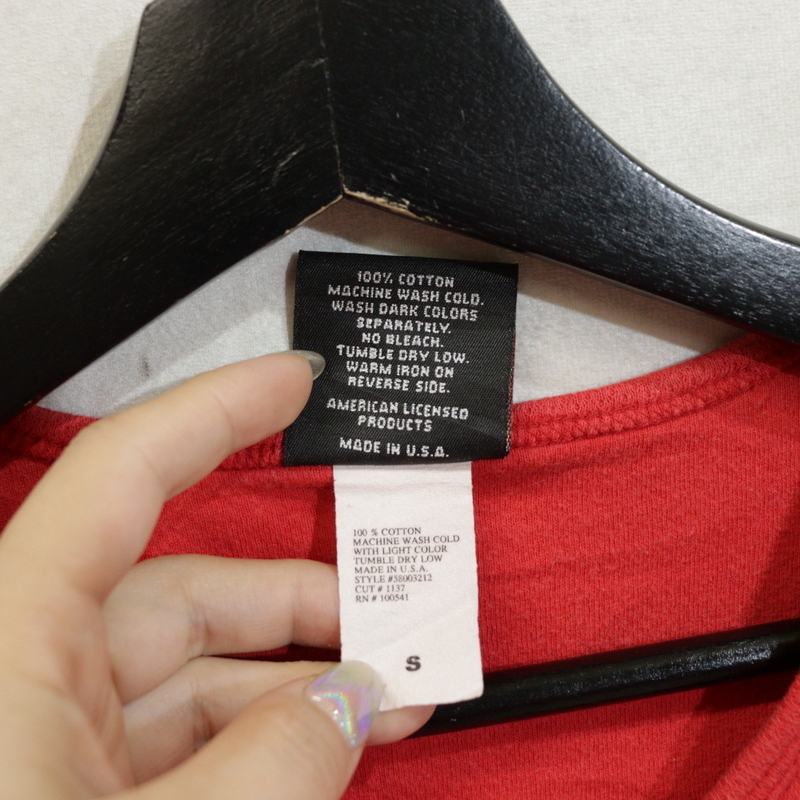 100% COTTON
MACHINE WASH COLD.
WASH DARK COLORS
SEPARATELY.
NO BLEACH.
TUMBLE DRY LOW.
WARM IRON ON
REVERSE SIDE.
AMERICAN LICENSED
PRODUCTS
MADE IN U.S.A.
100 % COTTON
MACHINE WASH COLD
WITH LIGHT COLOR
TUMBLE DRY LOW
MADE IN U.S.A.
STYLE #58003212
CUT # 1137
RN # 100541
S